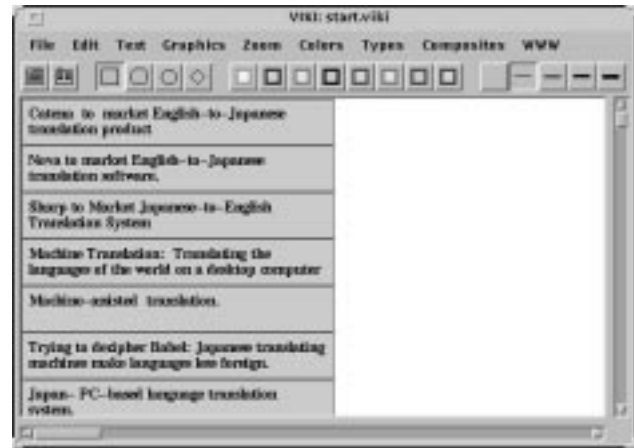 VIKI: start.viki
File Edit Text Graphics Zoom Colors Types Composites WWW
Catena to market English-to-Japanese
translation product
Nova to market English-to-Japanese
translation software.
Sharp to Market Japanese-to-English
Translation System
Machine Translation: Translating the
languages of the world on a desktop computer
Machine-assisted translation.
Trying to decipher Babel: Japanese translating
machines make languages less foreign.
Japan- PC-based language translation
system.